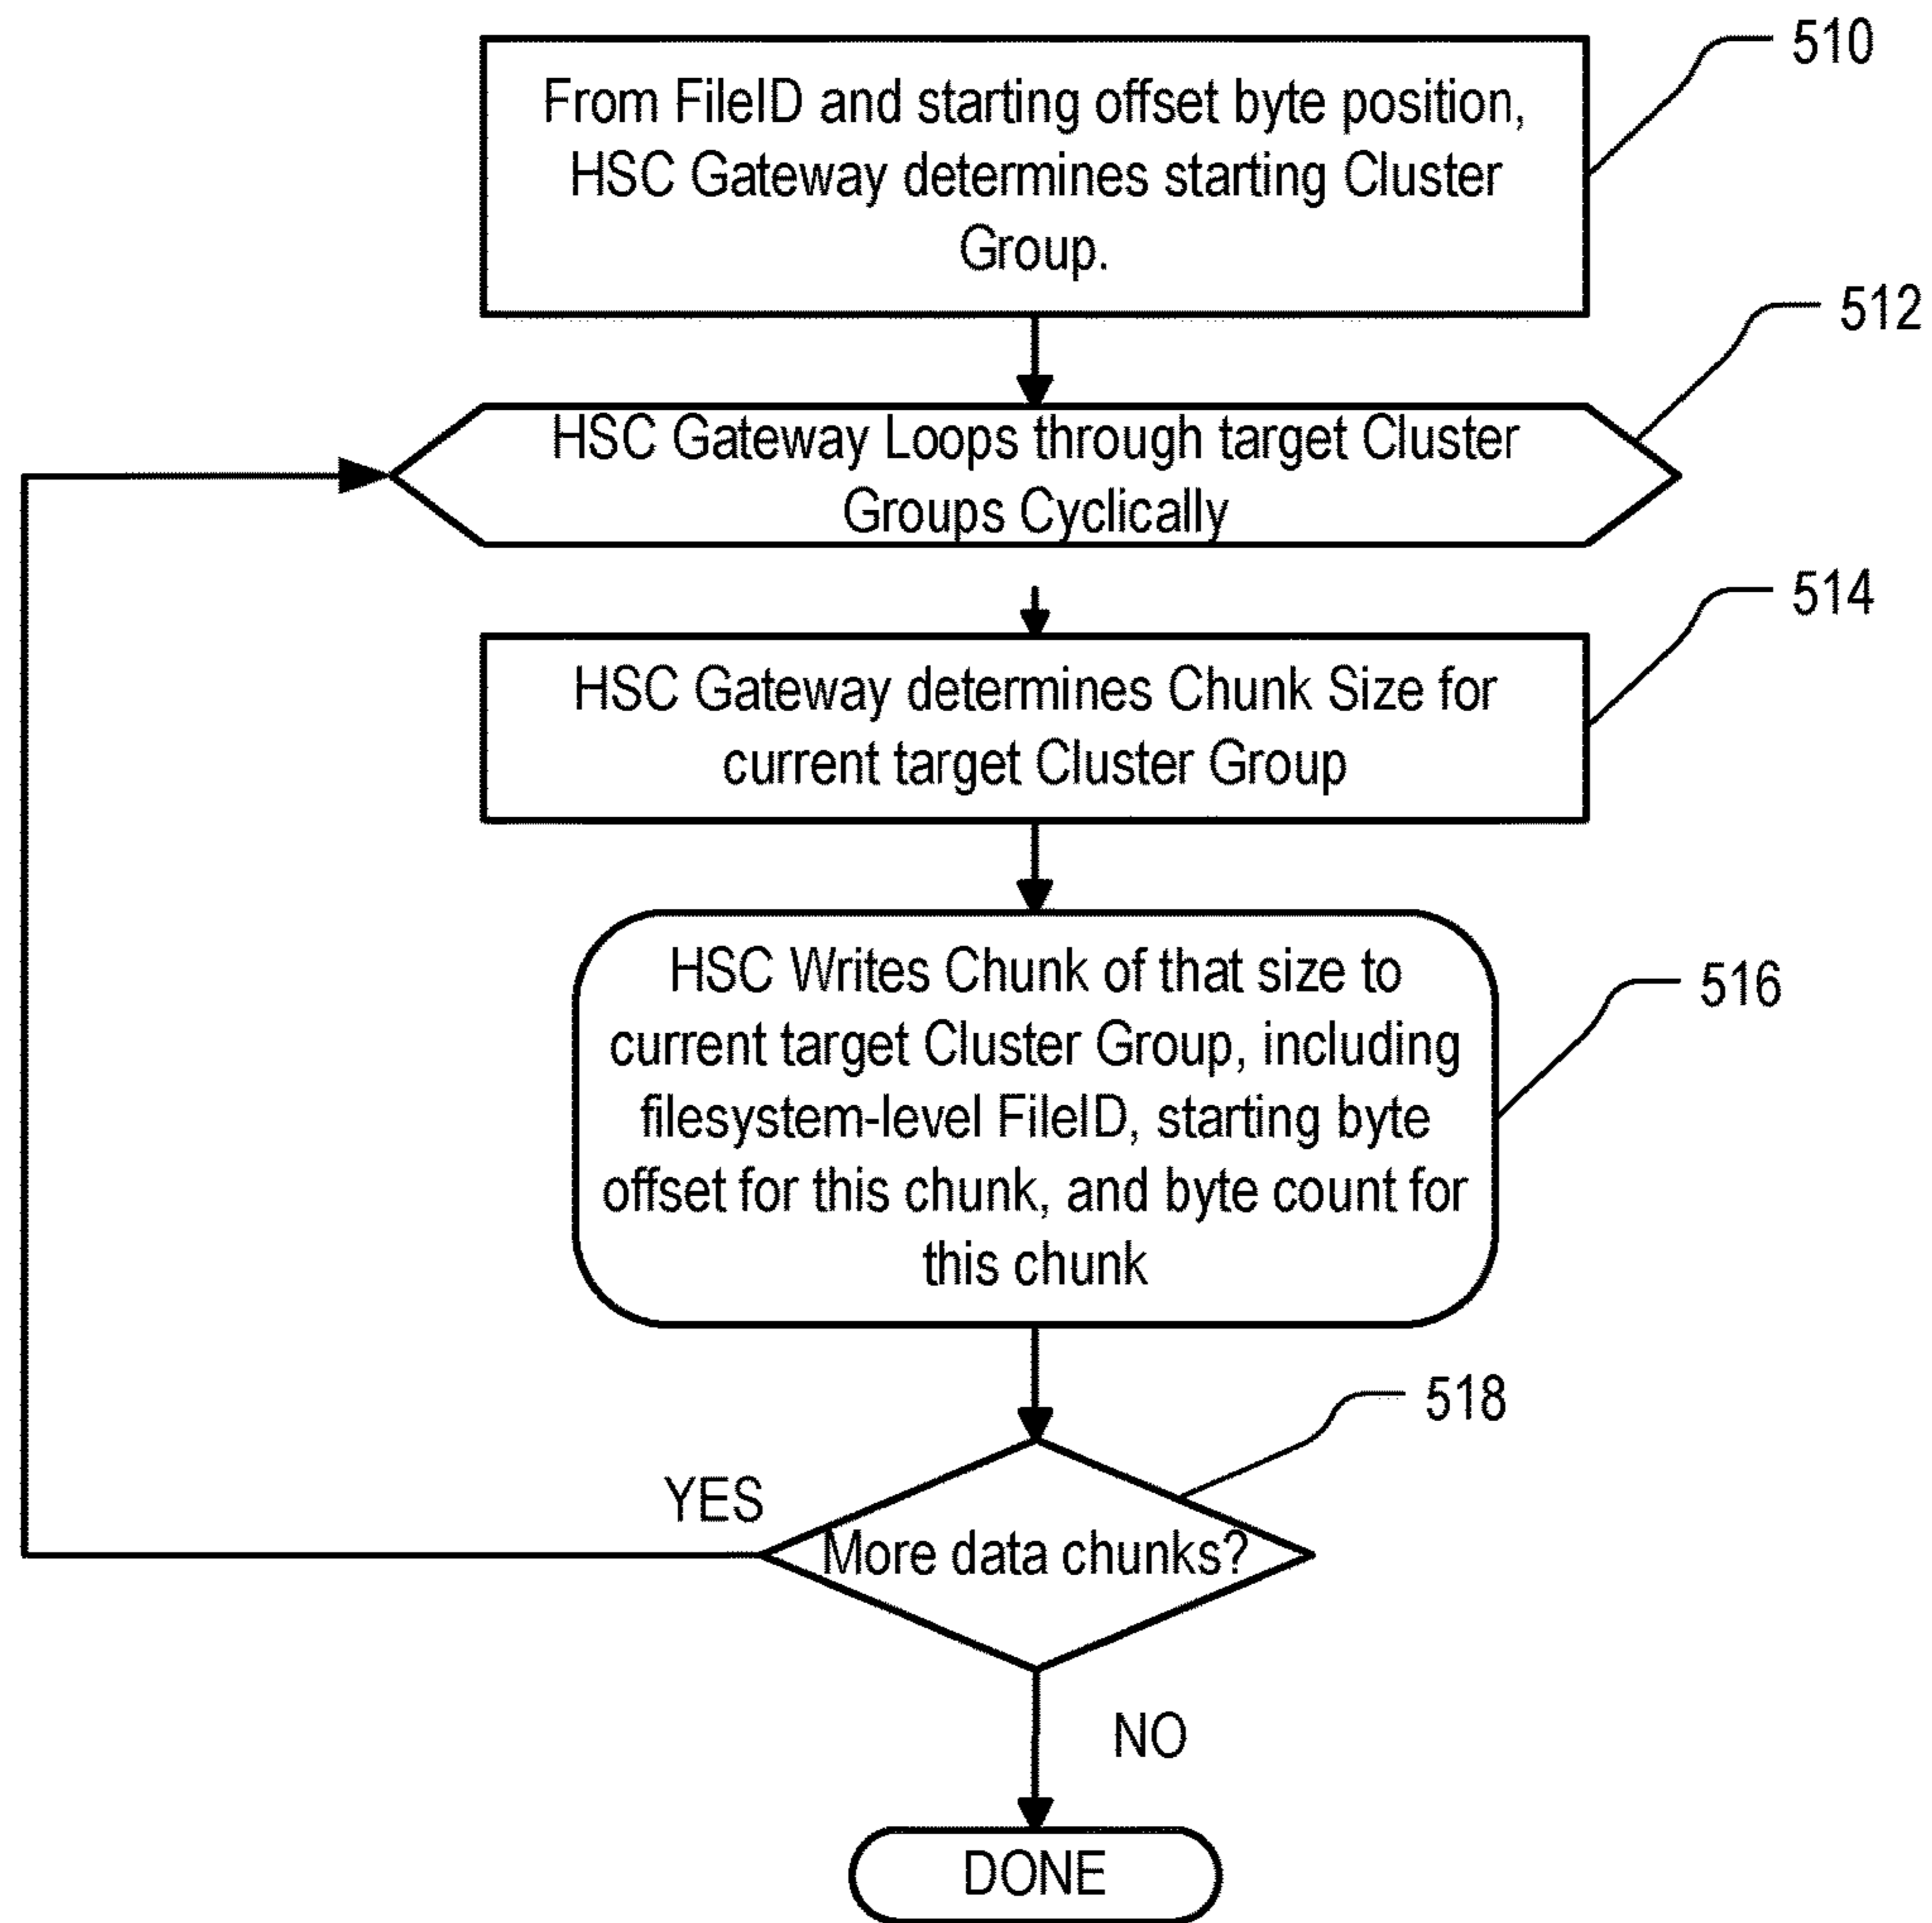 510
From FileID and starting offset byte position,
HSC Gateway determines starting Cluster
Group.
512
HSC Gateway Loops through target Cluster
Groups Cyclically
514
HSC Gateway determines Chunk Size for
current target Cluster Group
HSC Writes Chunk of that size to
516
current target Cluster Group, including
filesystem-level FileID, starting byte
offset for this chunk, and byte count for
this chunk
518
YES
More data chunks?
NO
DONE